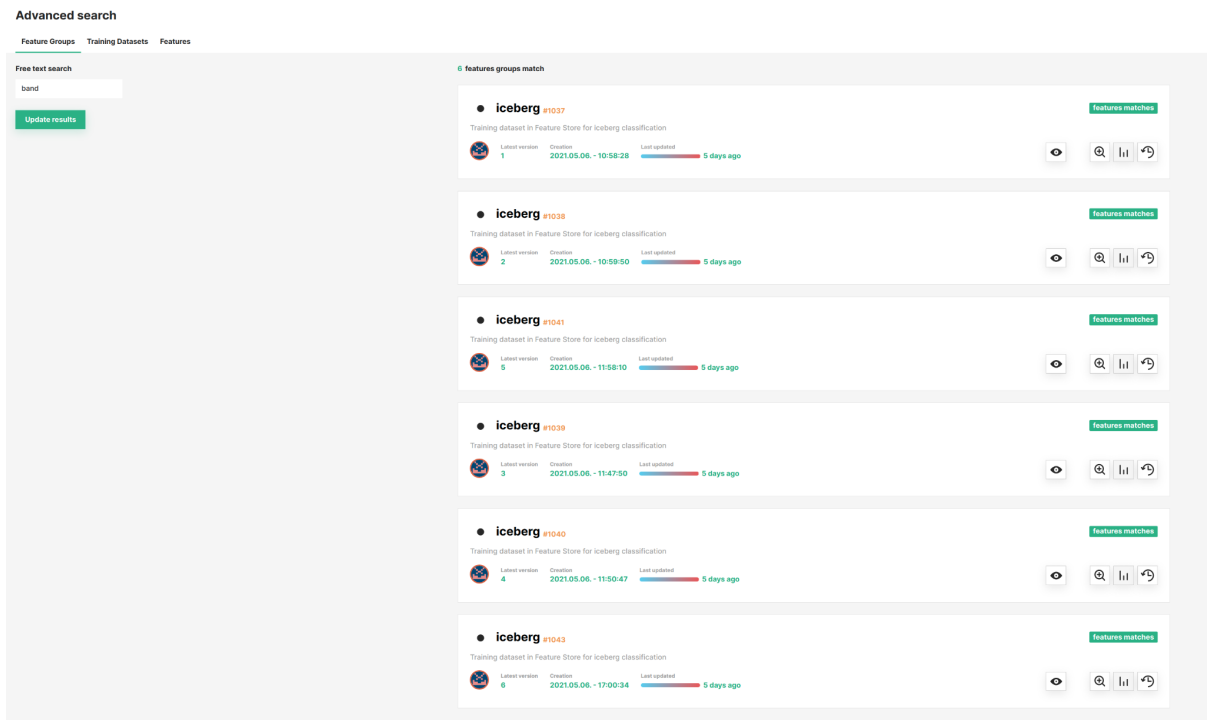 Advanced search
Feature Groups Training Datasets Features
Free text search
band
Update results
6 features groups match
iceberg #1037
features matches
Training dataset in Feature Store for Iceberg classification
Latest version Creation Last updated
1 2021.05.06. - 10:58:28 5 days ago
iceberg #1038
features matches
Training dataset in Feature Store for iceberg classification
Latest version Creation Last updated
2 2021.05.06. - 10:59:50 5 days ago
iceberg #1041
features matches
Training dataset in Feature Store for iceberg classification
Latest version Creation Last updated
5 2021.05.06. - 11:58:10 5 days ago
iceberg #1039
features matches
Training dataset in Feature Store for iceberg classification
Latest version Creation Last updated
3 2021.05.06. - 11:47:50 5 days ago
iceberg #1040
features matches
Training dataset in Feature Store for iceberg classification
Latest version Creation Last updated
4 2021.05.06. - 11:50:47 5 days ago
iceberg #1043
features matches
Training dataset in Feature Store for iceberg classification
Latest version Creation Last updated
6 2021.05.06. - 17:00:34 5 days ago